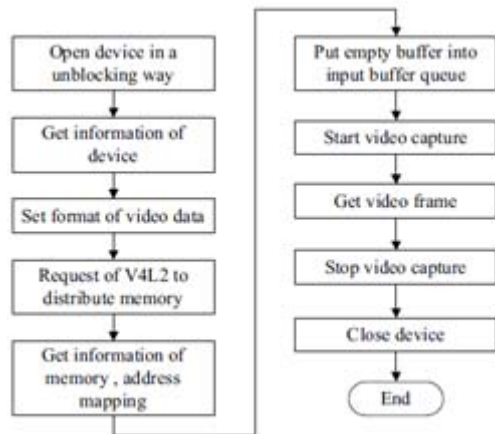 Open device in a
unblocking way
Get information of
device
Set format of video data
Request of V4L2 to
distribute memory
Get information of
memory , address
mapping
Put empty buffer into
input buffer queue
Start video capture
Get video frame
Stop video capture
Close device
End